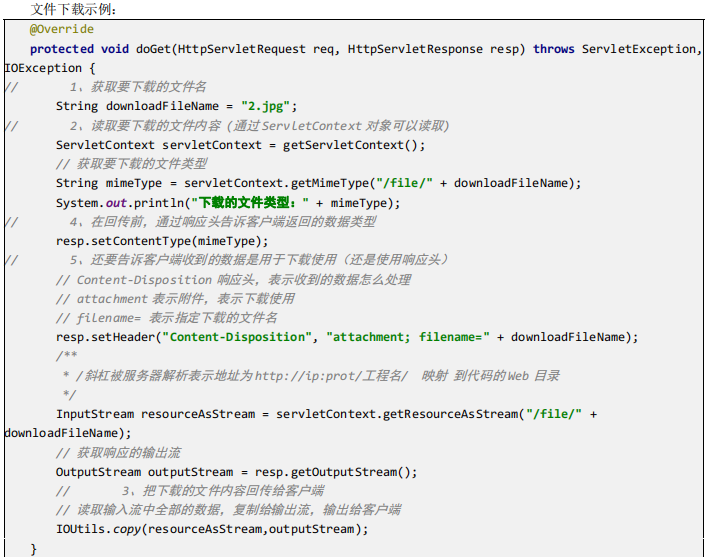 文件下载示例：
@Override
protected void doGet(HttpServletRequest req, HttpServletResponse resp) throws ServletException,
IOException {
// 1、获取要下载的文件名
String downloadFileName = "2.jpg";
// 2、读取要下载的文件内容 (通过ServletContext 对象可以读取)
ServletContext servletContext = getServletContext();
// 获取要下载的文件类型
String mimeType = servletContext.getMimeType("/file/" + downloadFileName);
System.out.println("下载的文件类型：" + mimeType);
// 4、在回传前，通过响应头告诉客户端返回的数据类型
resp.setContentType(mimeType);
// 5、还要告诉客户端收到的数据是用于下载使用（还是使用响应头）
// Content-Disposition 响应头，表示收到的数据怎么处理
// attachment 表示附件，表示下载使用
// filename= 表示指定下载的文件名
resp.setHeader("Content-Disposition", "attachment; filename=" + downloadFileName);
/**
* /斜杠被服务器解析表示地址为http://ip:prot/工程名/ 映射 到代码的Web 目录
*/
InputStream resourceAsStream = servletContext.getResourceAsStream("/file/" +
downloadFileName);
// 获取响应的输出流
OutputStream outputStream = resp.getOutputStream();
// 3、把下载的文件内容回传给客户端
// 读取输入流中全部的数据，复制给输出流，输出给客户端
IOUtils.copy(resourceAsStream,outputStream);
}